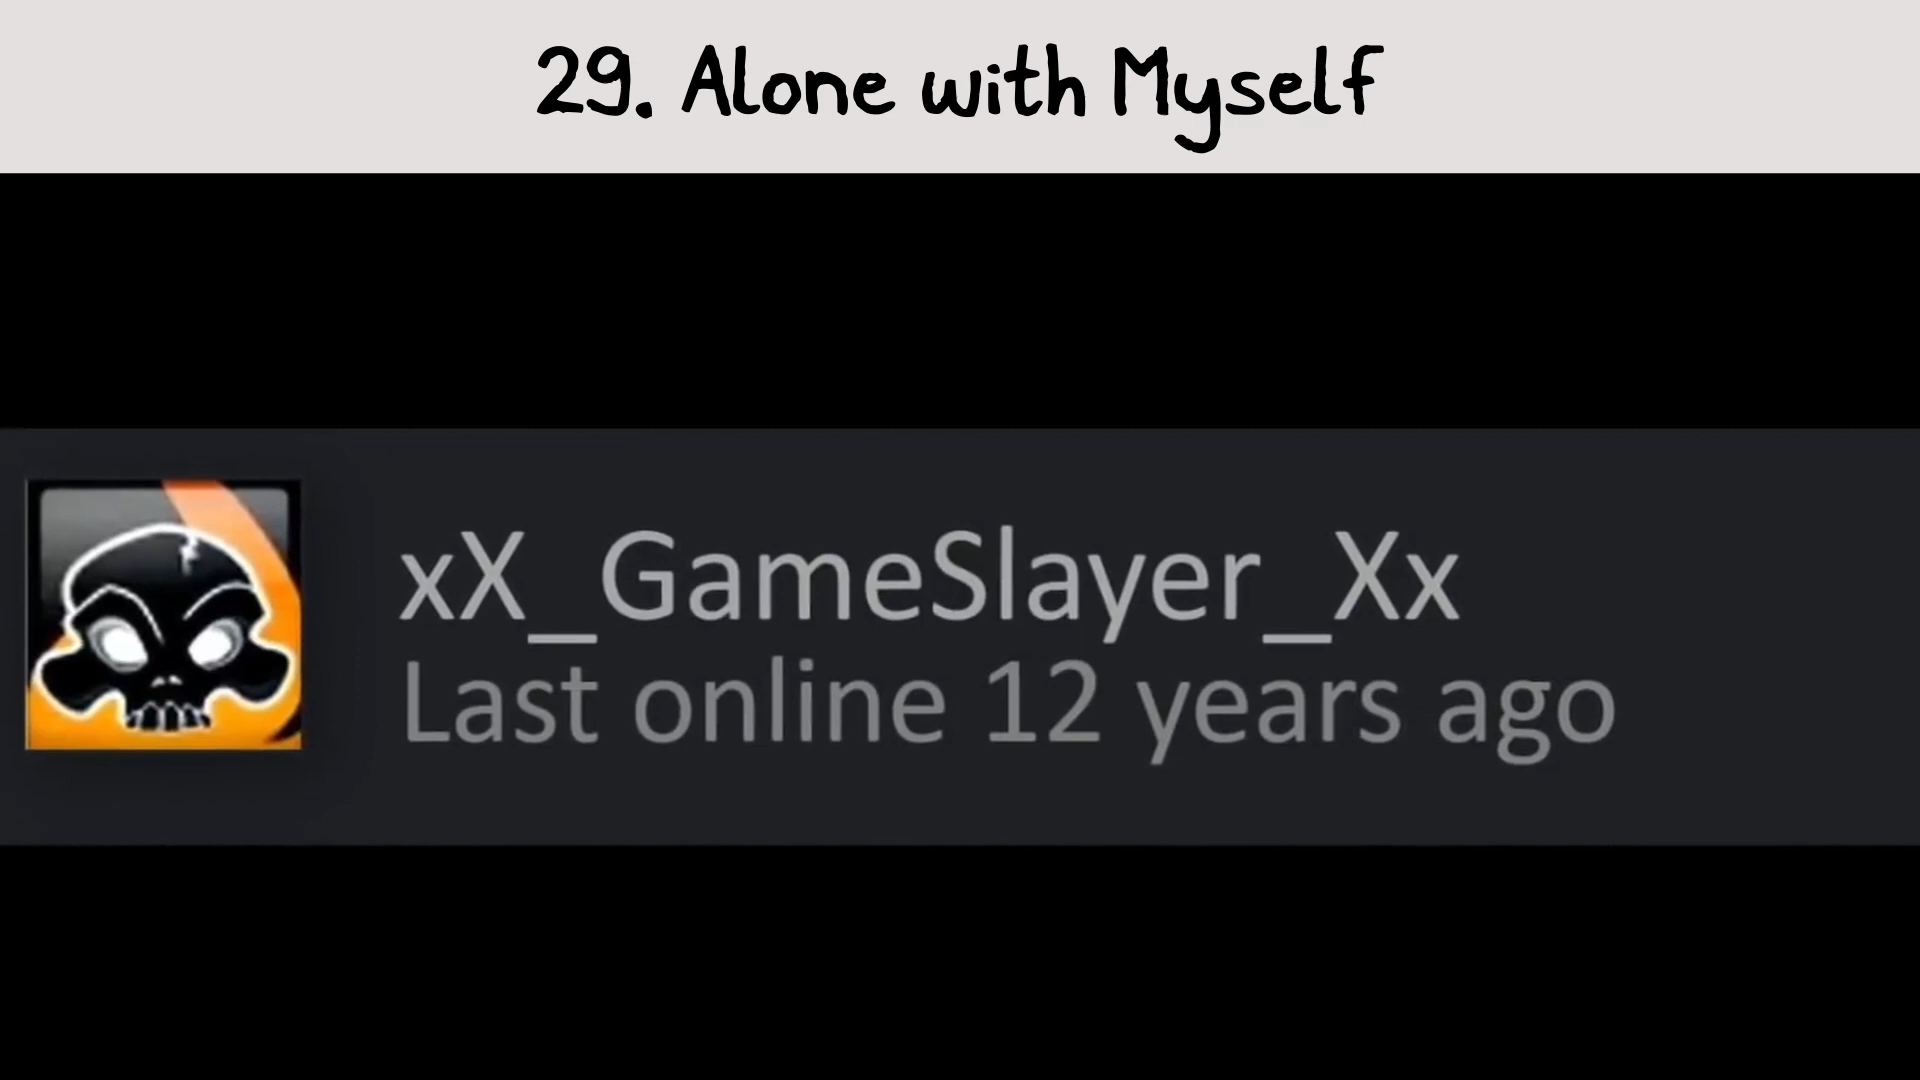 29. Alone with Myself
xX_GameSlayer_Xx
Last online 12 years ago